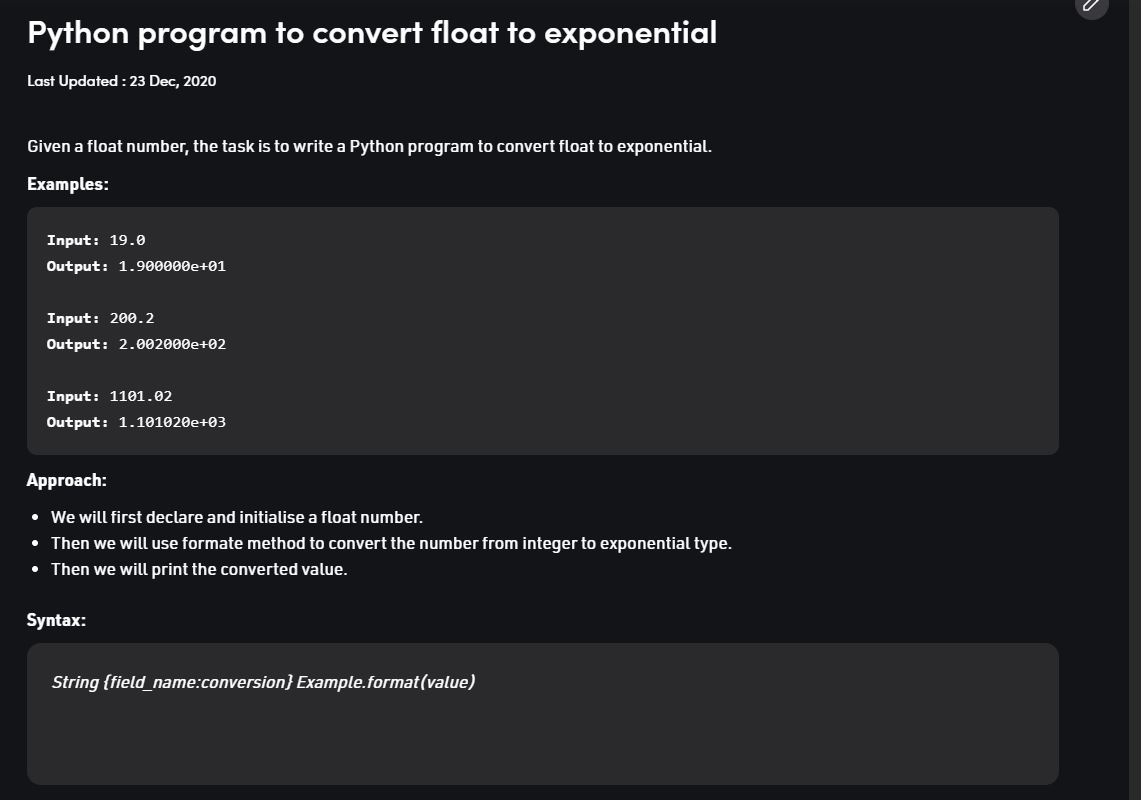 Python program to convert float to exponential
Last Updated : 23 Dec, 2020
Given a float number, the task is to write a Python program to convert float to exponential.
Examples:
Input: 19.0
Output: 1.900000e+01
Input: 200.2
Output: 2.002000e+02
Input: 1101.02
Output: 1.101020e+03
Approach:
• We will first declare and initialise a float number.
• Then we will use formate method to convert the number from integer to exponential type.
• Then we will print the converted value.
Syntax:
String {field_name:conversion} Example.format(value)